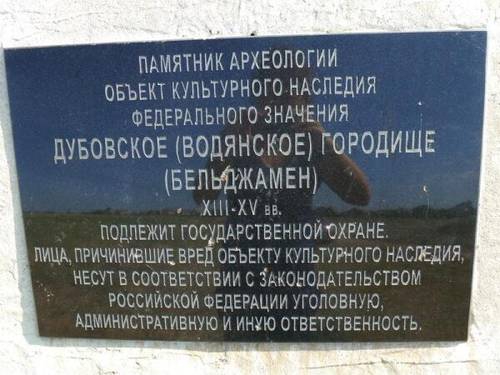 ПАМЯТНИК АРХЕОЛОГИИ
ОБЪЕКТ КУЛЬТУРНОГО НАСЛЕДИЯ
ФЕДЕРАЛЬНОГО ЗНАЧЕНИЯ
ДУБОВСКОЕ (ВОДЯНСКОЕ) ГОРОДИЩЕ
(БЕЛЬДЖАМЕН)
XIII-XV вв.
ПОДЛЕЖИТ ГОСУДАРСТВЕННОЙ ОХРАНЕ.
ЛИЦА, ПРИЧИНИВШИЕ ВРЕД ОБЪЕКТУ КУЛЬТУРНОГО НАСЛЕДИЯ,
НЕСУТ В СООТВЕТСТВИИ С ЗАКОНОДАТЕЛЬСТВОМ
РОССИЙСКОЙ ФЕДЕРАЦИИ УГОЛОВНУЮ,
АДМИНИСТРАТИВНУЮ И ИНУЮ ОТВЕТСТВЕННОСТЬ.